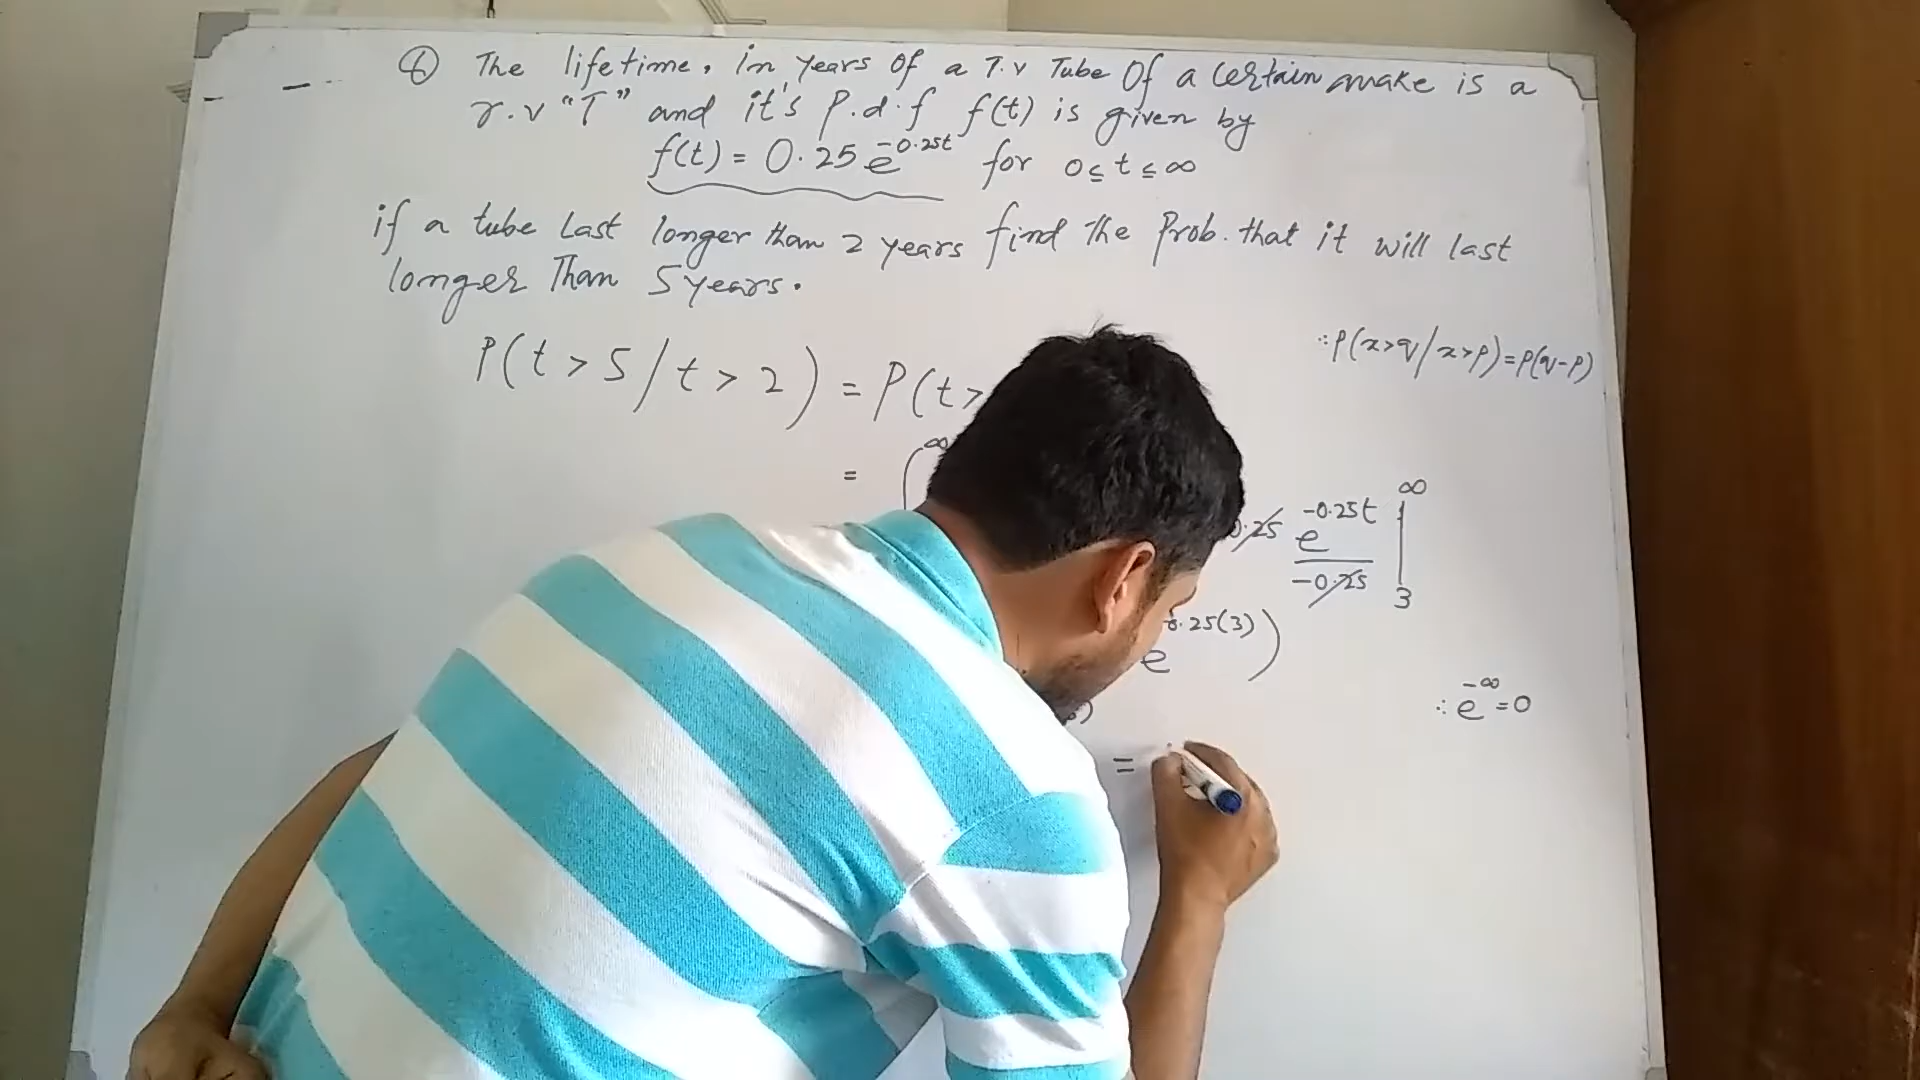 ⑥ The lifetime, in years of a T.V Tube Of a certain make is a
r.v "T" and it's P.d.f f(t) is given by
f(t) = 0.25 e^-0.25t for 0 ≤ t ≤ ∞
if a tube last longer than 2 years find the Prob. that it will last
longer Than 5 years.
∵ P(x>q/x>p)=P(q-p)
P(t > 5 / t > 2) = P(t >
= ∫ ∞
0.25 e^-0.25t / -0.25 | ∞ 3
e^-0.25(3) )
∴ e^-∞ = 0
)
=